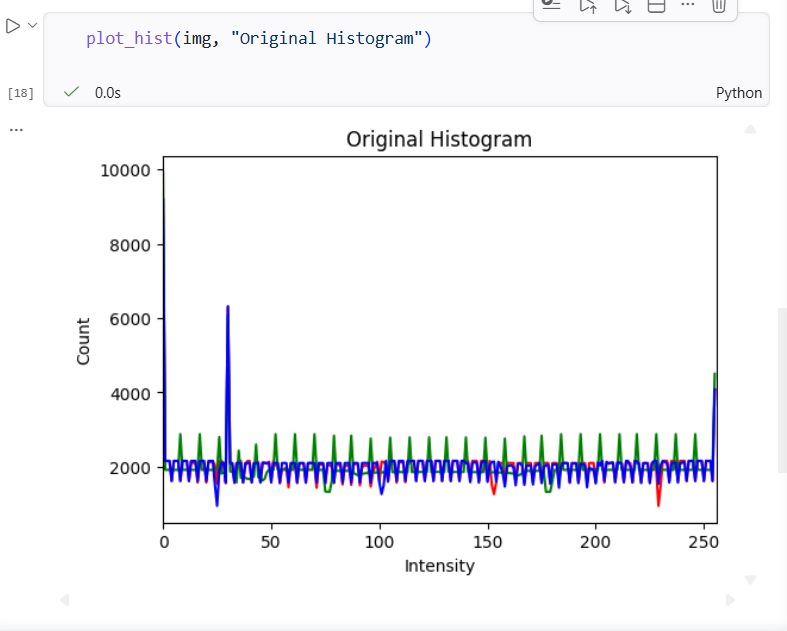 plot_hist(img, "Original Histogram")
[18]
0.0s
Python
...
Original Histogram
10000
8000
6000
4000
2000
Count
0 50 100 150 200 250
Intensity